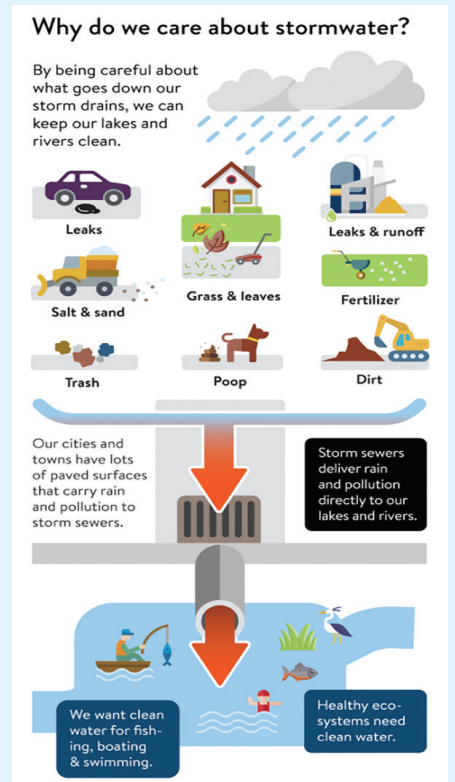 Why do we care about stormwater?
By being careful about
what goes down our
storm drains, we can
keep our lakes and
rivers clean.
Leaks
Leaks & runoff
Grass & leaves
Salt & sand
Fertilizer
Trash
Poop
Dirt
Our cities and
towns have lots
of paved surfaces
that carry rain
and pollution to
storm sewers.
Storm sewers
deliver rain
and pollution
directly to our
lakes and rivers.
We want clean
water for fish-
ing, boating
& swimming.
Healthy eco-
systems need
clean water.